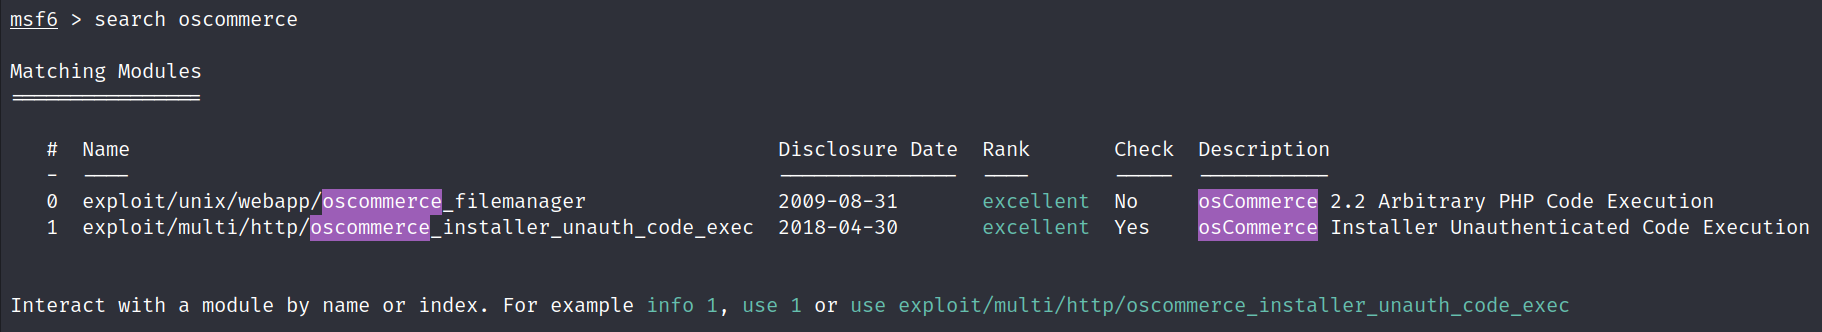 msf6 > search oscommerce
Matching Modules
================
# Name Disclosure Date Rank Check Description
- ---- --------------- ---- ----- -----------
0 exploit/unix/webapp/oscommerce_filemanager 2009-08-31 excellent No osCommerce 2.2 Arbitrary PHP Code Execution
1 exploit/multi/http/oscommerce_installer_unauth_code_exec 2018-04-30 excellent Yes osCommerce Installer Unauthenticated Code Execution
Interact with a module by name or index. For example info 1, use 1 or use exploit/multi/http/oscommerce_installer_unauth_code_exec